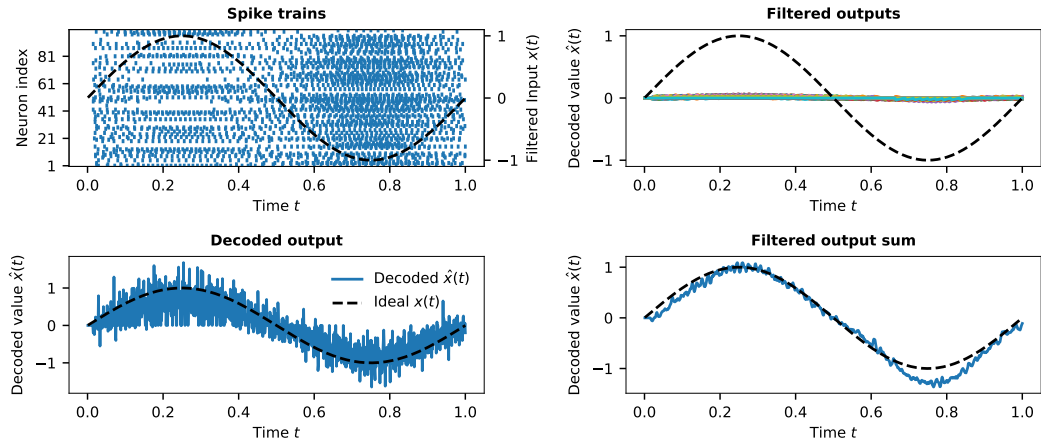 Spike trains
Neuron index
81
61
41
21
1
1
0
−1
Filtered Input x(t)
0.0 0.2 0.4 0.6 0.8 1.0
Time t
Filtered outputs
Decoded value x̂(t)
1
0
−1
0.0 0.2 0.4 0.6 0.8 1.0
Time t
Decoded output
Decoded value x̂(t)
1
0
−1
Decoded x̂(t)
Ideal x(t)
0.0 0.2 0.4 0.6 0.8 1.0
Time t
Filtered output sum
Decoded value x̂(t)
1
0
−1
0.0 0.2 0.4 0.6 0.8 1.0
Time t